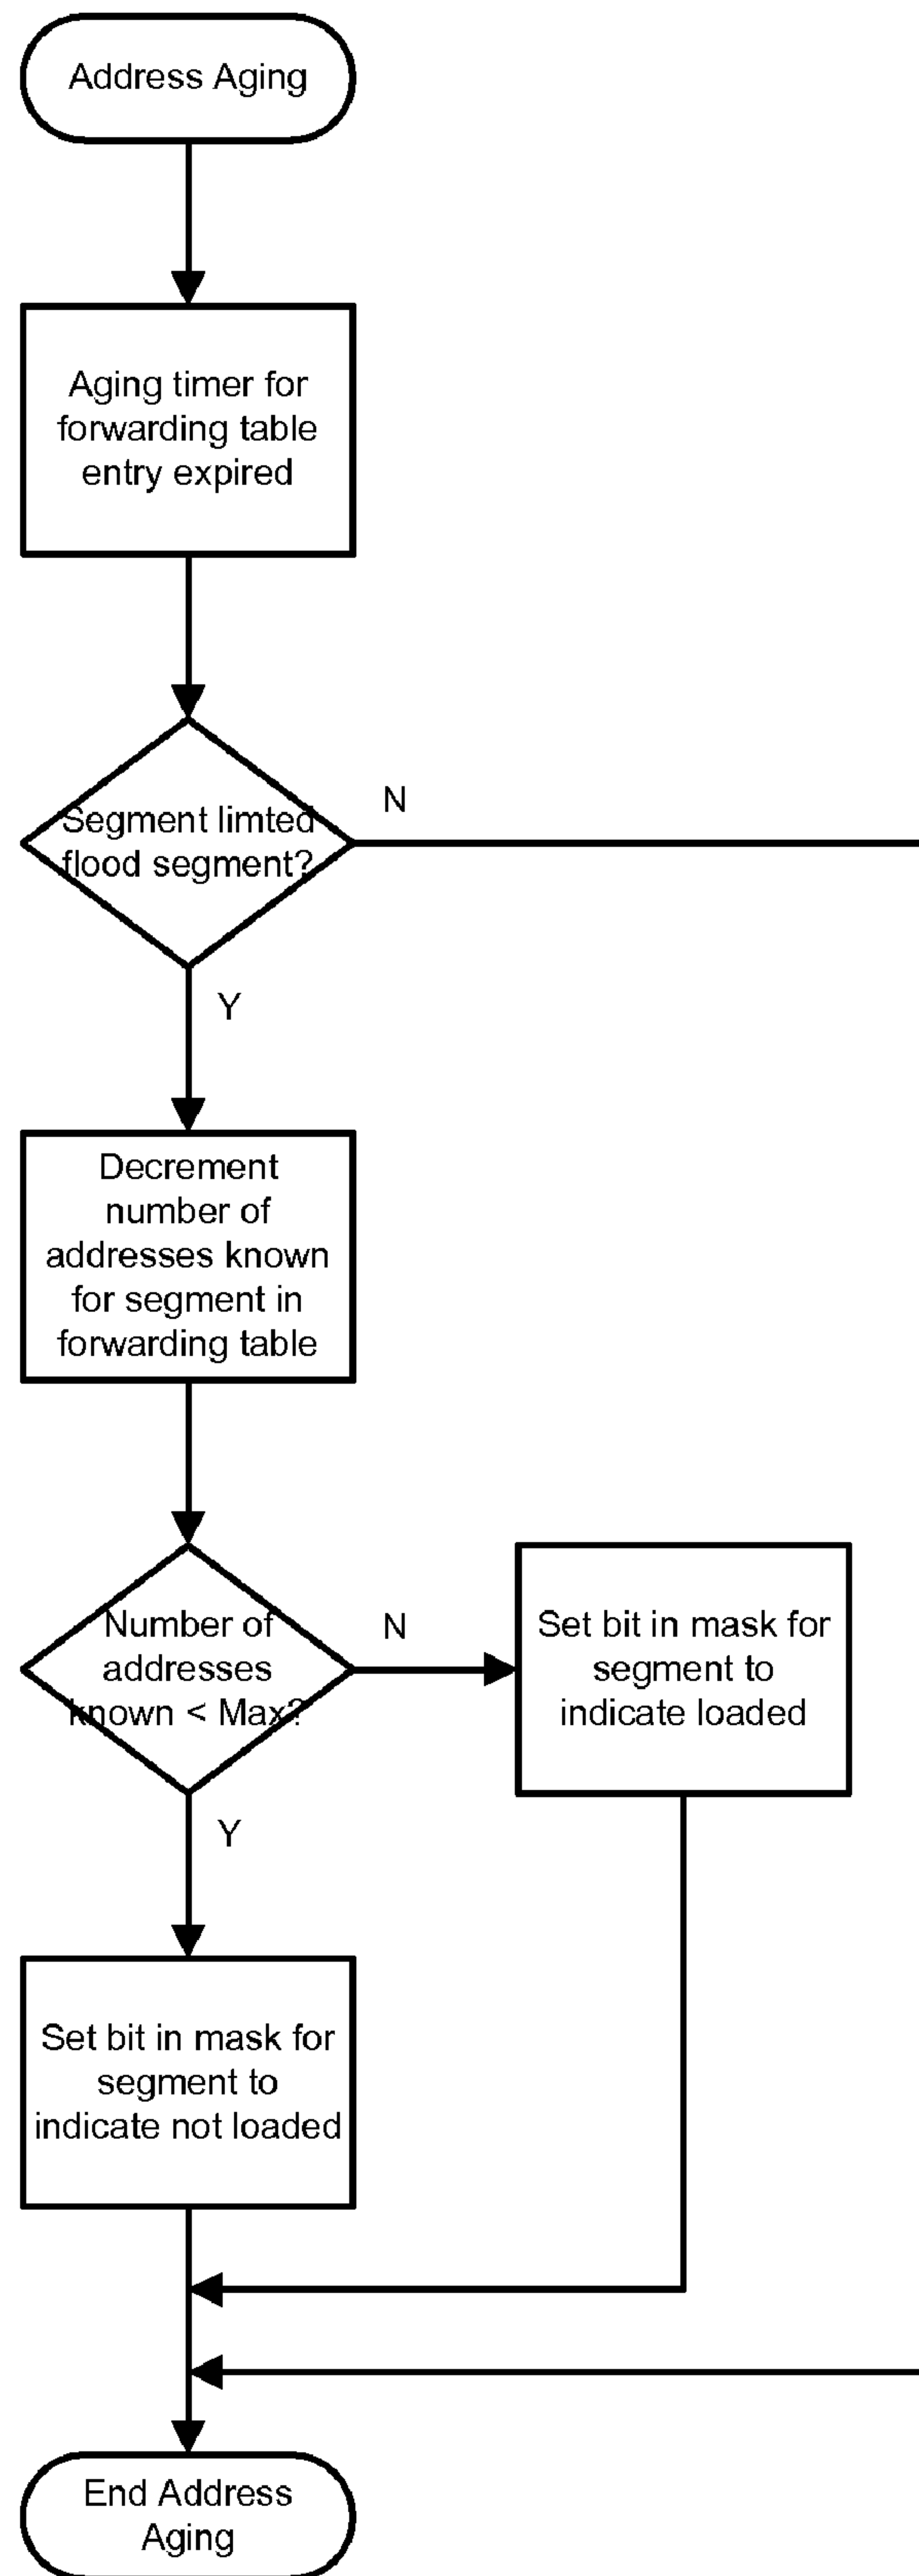 Address Aging
Aging timer for
forwarding table
entry expired
Segment limted
flood segment?
N
Y
Decrement
number of
addresses known
for segment in
forwarding table
Number of
addresses
known < Max?
N
Set bit in mask for
segment to
indicate loaded
Y
Set bit in mask for
segment to
indicate not loaded
End Address
Aging